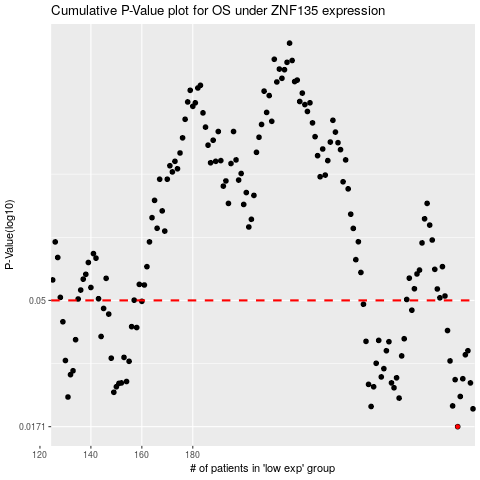 Cumulative P-Value plot for OS under ZNF135 expression
P-Value(log10)
0.05
0.0171
120 140 160 180
# of patients in 'low exp' group